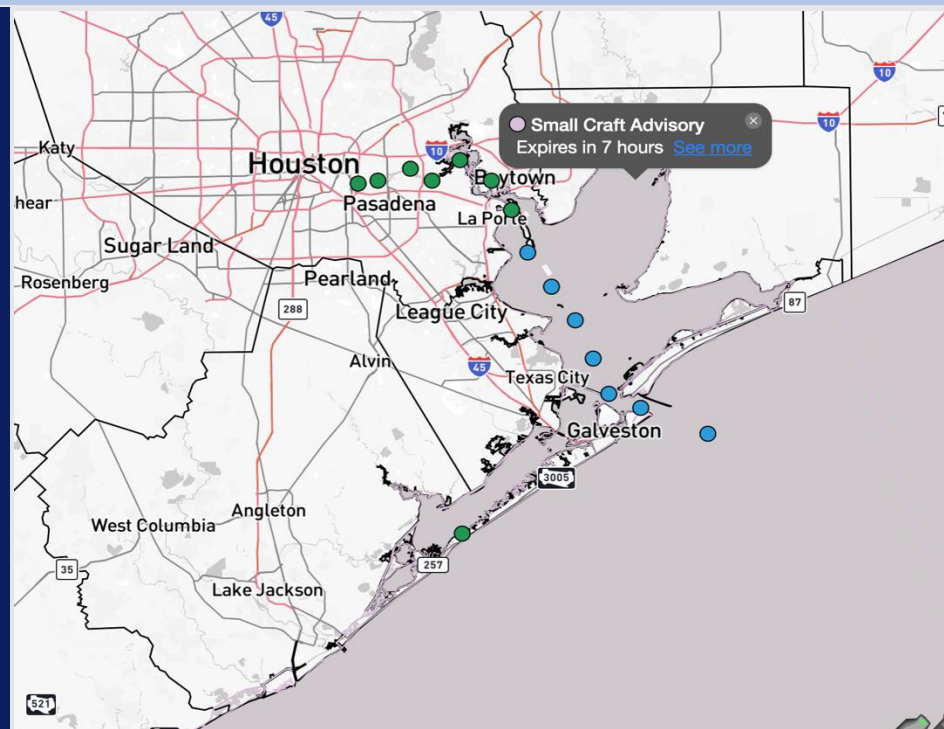 45
10
Small Craft Advisory
Expires in 7 hours See more
10
Katy
10
Houston
Baytown
shear
Pasadena
La Porte
Sugar Land
Rosenberg
Pearland
288
87
League City
Alvin
45
Texas City
Galveston
3005
Angleton
West Columbia
257
35
Lake Jackson
521